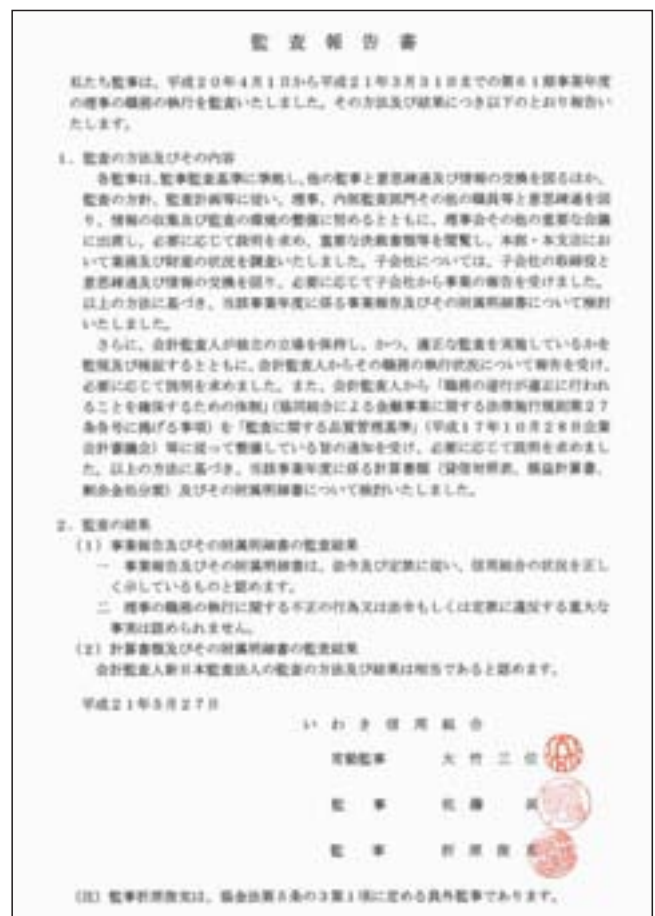 監査報告書
私たち監事は、平成20年4月1日から平成21年3月31日までの第61期事業年度
の理事の職務の執行を監査いたしました。その方法及び結果につき以下のとおり報告い
たします。
1．監査の方法及びその内容
各監事は、監事監査基準に準拠し、他の監事と意思疎通及び情報の交換を図るほか、
監査の方針、監査計画等に従い、理事、内部監査部門その他の職員等と意思疎通を図
り、情報の収集及び監査の環境の整備に努めるとともに、理事会その他の重要な会議
に出席し、必要に応じて説明を求め、重要な決裁書類等を閲覧し、本部・本支店にお
いて業務及び財産の状況を調査いたしました。子会社については、子会社の取締役と
意思疎通及び情報の交換を図り、必要に応じて子会社から事業の報告を受けました。
以上の方法に基づき、当該事業年度に係る事業報告及びその附属明細書について検討
いたしました。
さらに、会計監査人が独立の立場を保持し、かつ、適正な監査を実施しているかを
監視及び検証するとともに、会計監査人からその職務の執行状況について報告を受け、
必要に応じて説明を求めました。また、会計監査人から「職務の遂行が適正に行われ
ることを確保するための体制」（協同組合による金融事業に関する法律施行規則第27
条各号に掲げる事項）を「監査に関する品質管理基準」（平成17年10月28日企業
会計審議会）等に従って整備している旨の通知を受け、必要に応じて説明を求めまし
た。以上の方法に基づき、当該事業年度に係る計算書類（貸借対照表、損益計算書、
剰余金処分案）及びその附属明細書について検討いたしました。
2．監査の結果
（1）事業報告及びその附属明細書の監査結果
一　事業報告及びその附属明細書は、法令及び定款に従い、信用組合の状況を正し
く示しているものと認めます。
二　理事の職務の執行に関する不正の行為又は法令もしくは定款に違反する重大な
事実は認められません。
（2）計算書類及びその附属明細書の監査結果
会計監査人新日本監査法人の監査の方法及び結果は相当であると認めます。
平成21年5月27日
いわき信用組合
常勤監事　大竹三
監事　佐藤
監事　折原俊
（注）監事折原俊は、協金法第5条の3第1項に定める員外監事であります。